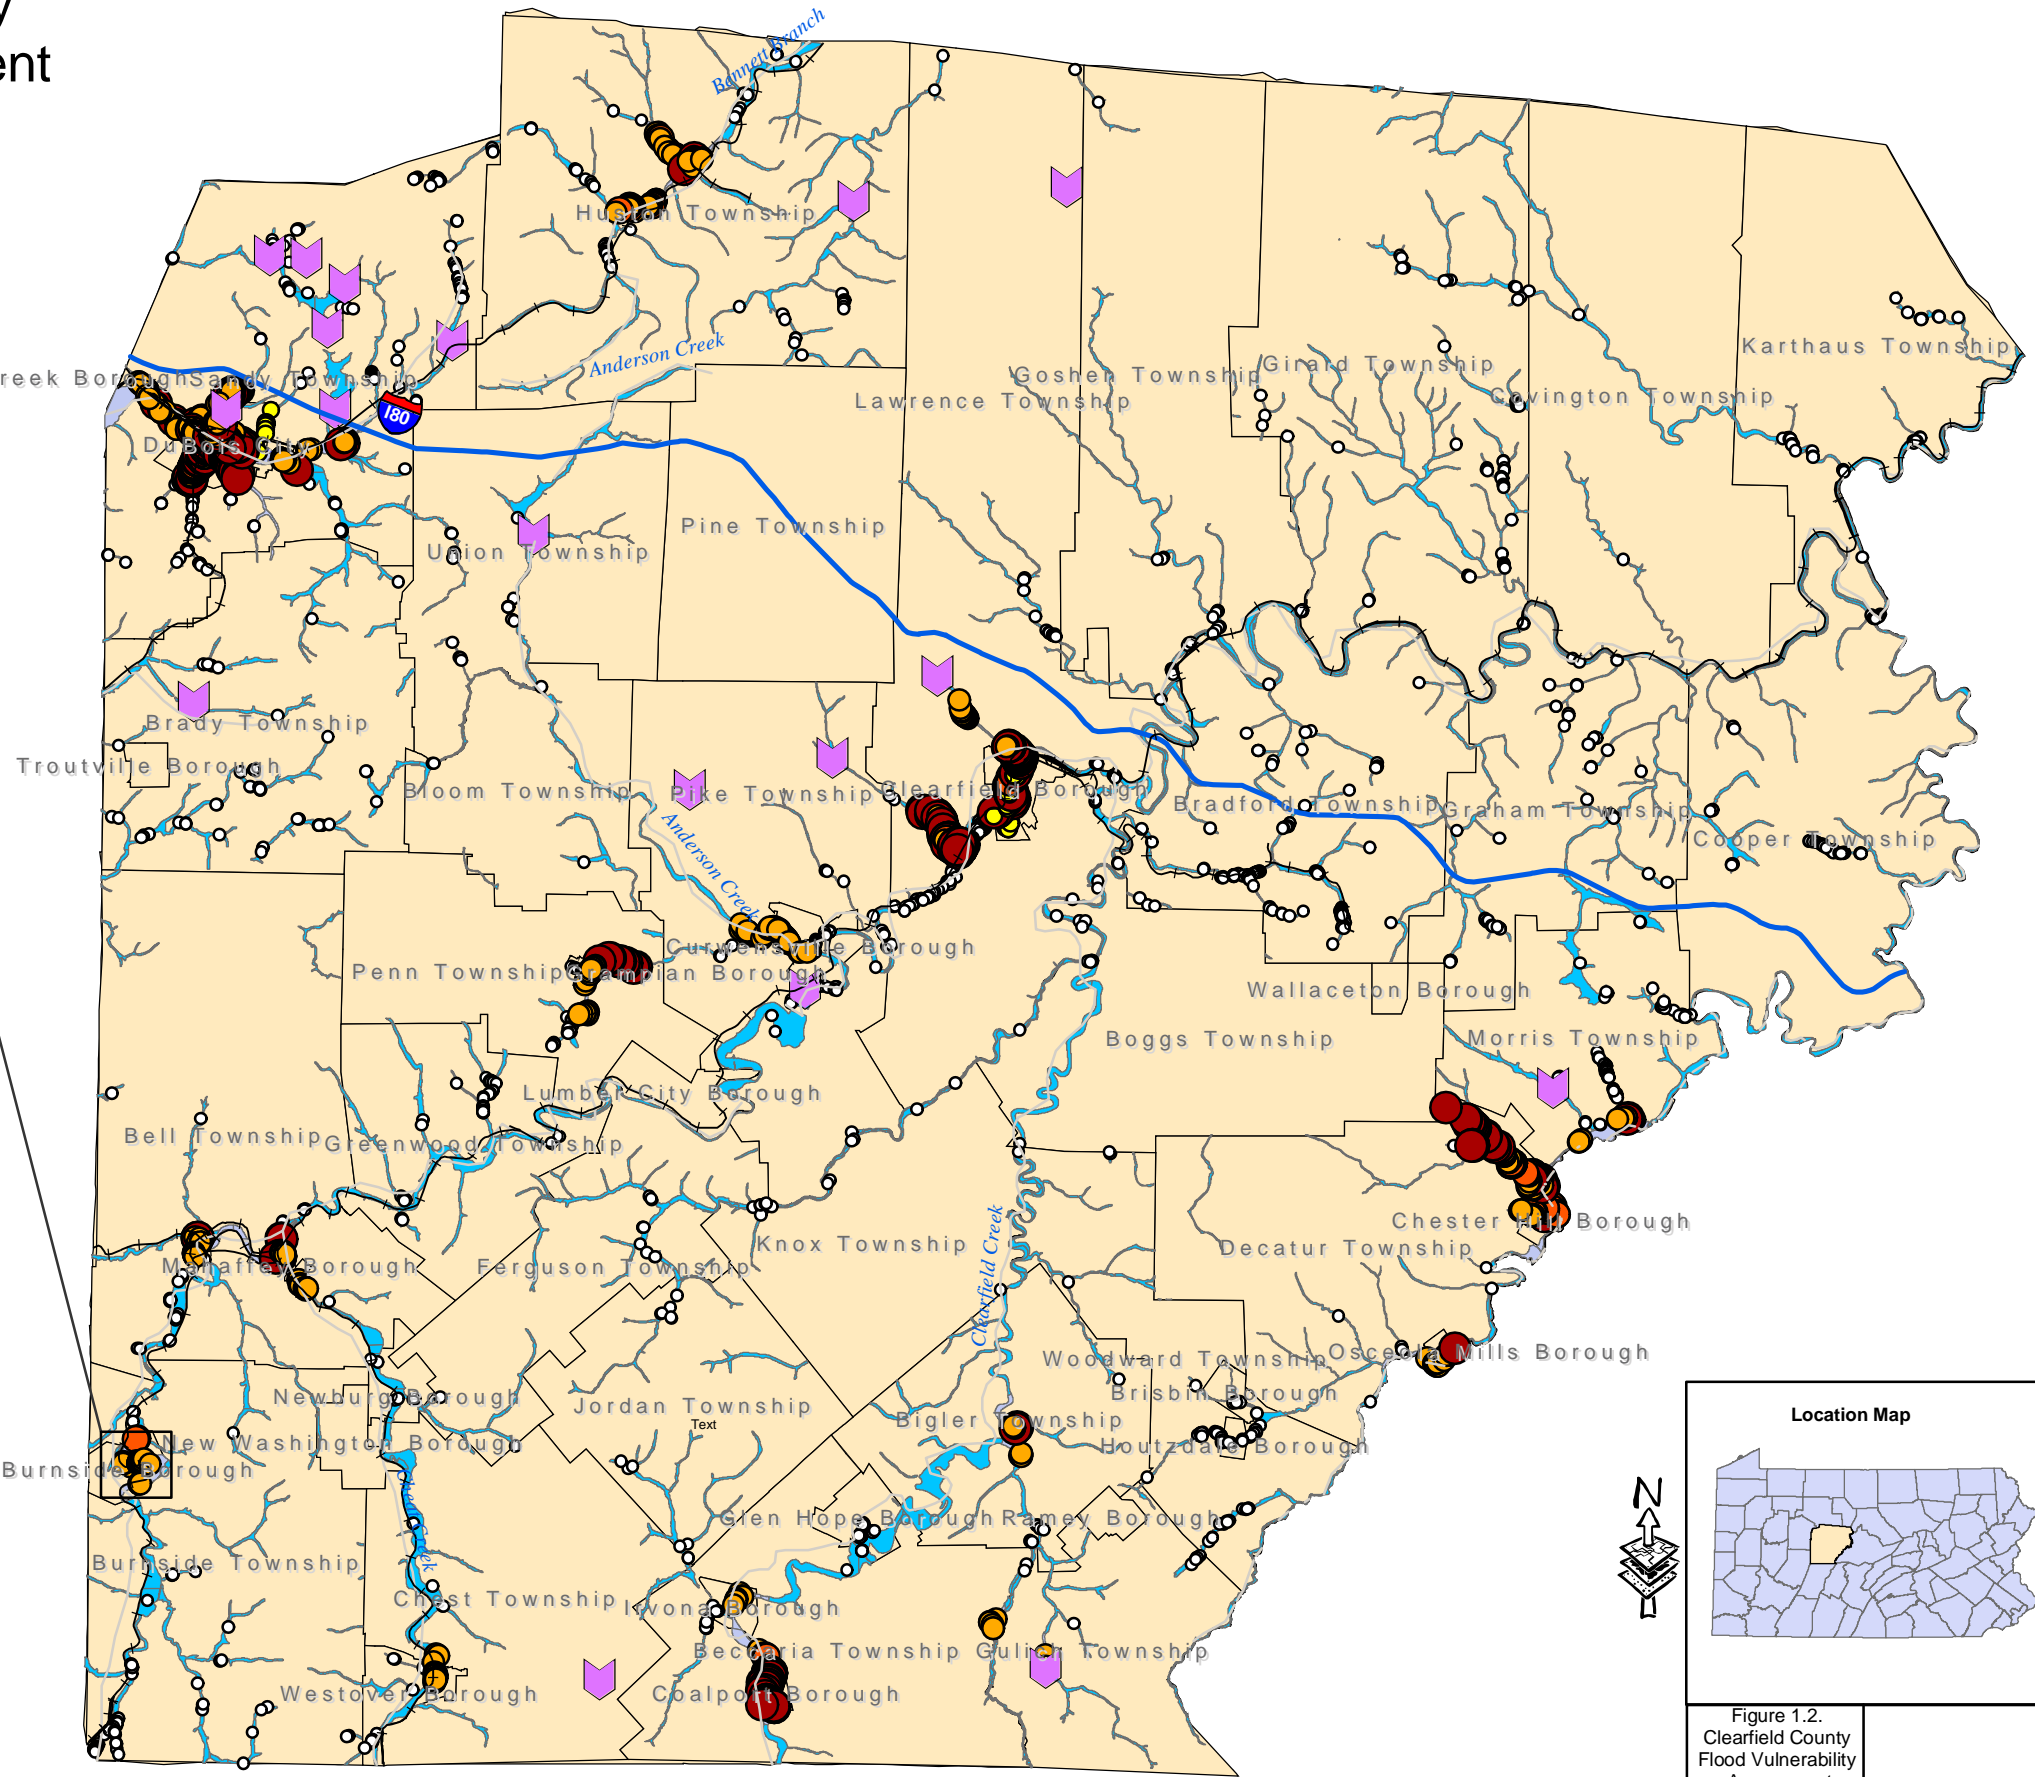 ent
Bennett Branch
Huston Township
Anderson Creek
Karthaus Township
Girard Township
Goshen Township
reek Borough
Sandy Township
Lawrence Township
Covington Township
I80
DuBois City
Pine Township
Union Township
Brady Township
Troutville Borough
Bloom Township
Pike Township
Clearfield Borough
Bradford Township
Graham Township
Cooper Township
Anderson Creek
Curwensville Borough
Penn Township
Grampian Borough
Wallaceton Borough
Boggs Township
Morris Township
Lumber City Borough
Bell Township
Greenwood Township
Chester Hill Borough
Clearfield Creek
Knox Township
Decatur Township
Mahaffey Borough
Ferguson Township
Woodward Township
Osceola Mills Borough
Brisbin Borough
Newburg Borough
Jordan Township
Text
Bigler Township
New Washington Borough
Houtzdale Borough
Burnside Borough
Chest Creek
Glen Hope Borough
Ramey Borough
Burnside Township
Chest Township
Irvona Borough
Beccaria Township
Gulich Township
Westover Borough
Coalport Borough
Location Map
N
Figure 1.2.
Clearfield County
Flood Vulnerability